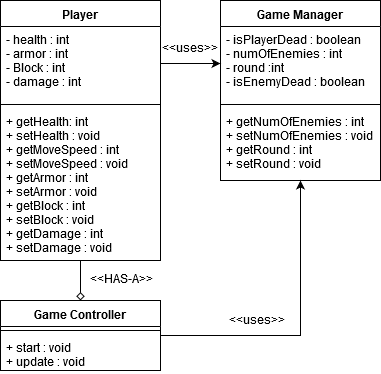 Player
- health : int
- armor : int
- Block : int
- damage : int
+ getHealth: int
+ setHealth : void
+ getMoveSpeed : int
+ setMoveSpeed : void
+ getArmor : int
+ setArmor : void
+ getBlock : int
+ setBlock : void
+ getDamage : int
+ setDamage : void
<<uses>>
Game Manager
- isPlayerDead : boolean
- numOfEnemies : int
- round :int
- isEnemyDead : boolean
+ getNumOfEnemies : int
+ setNumOfEnemies : void
+ getRound : int
+ setRound : void
<<HAS-A>>
Game Controller
+ start : void
+ update : void
<<uses>>